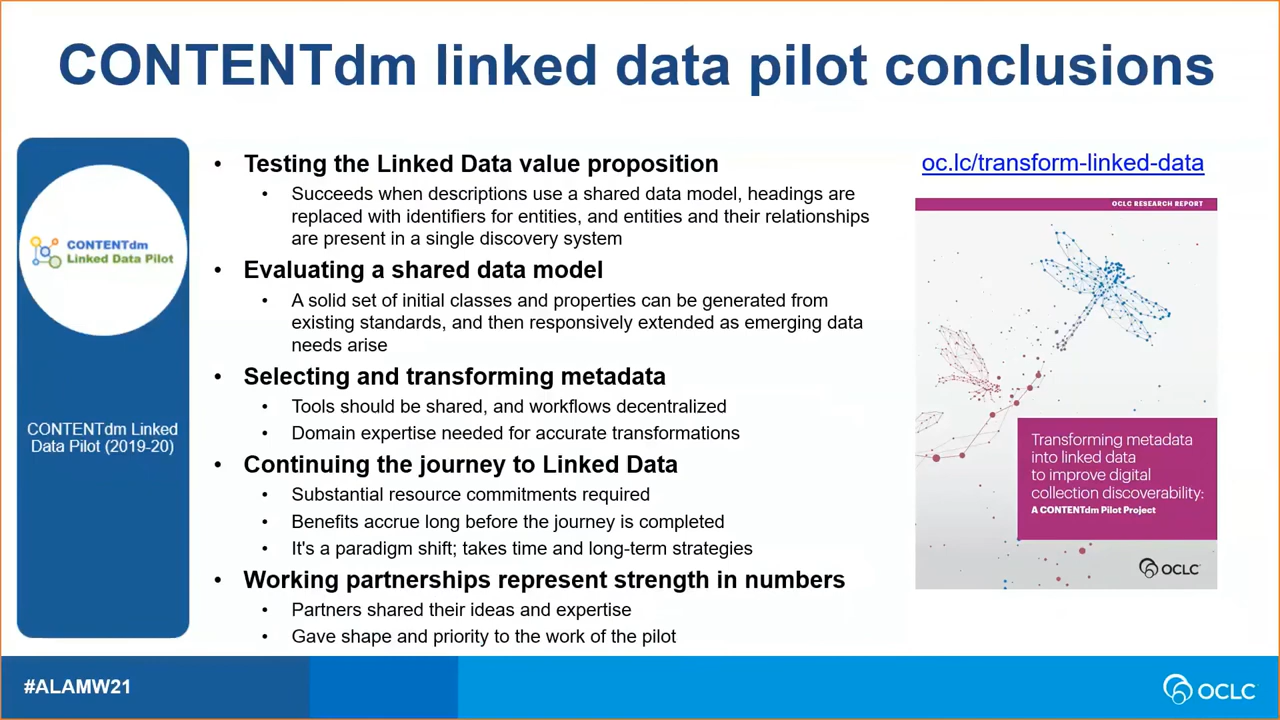 CONTENTdm linked data pilot conclusions
CONTENTdm
Linked Data Pilot
CONTENTdm Linked
Data Pilot (2019-20)
• Testing the Linked Data value proposition
• Succeeds when descriptions use a shared data model, headings are
replaced with identifiers for entities, and entities and their relationships
are present in a single discovery system
• Evaluating a shared data model
• A solid set of initial classes and properties can be generated from
existing standards, and then responsively extended as emerging data
needs arise
• Selecting and transforming metadata
• Tools should be shared, and workflows decentralized
• Domain expertise needed for accurate transformations
• Continuing the journey to Linked Data
• Substantial resource commitments required
• Benefits accrue long before the journey is completed
• It's a paradigm shift; takes time and long-term strategies
• Working partnerships represent strength in numbers
• Partners shared their ideas and expertise
• Gave shape and priority to the work of the pilot
oc.lc/transform-linked-data
OCLC RESEARCH REPORT
Transforming metadata
into linked data
to improve digital
collection discoverability:
A CONTENTdm Pilot Project
OCLC
#ALAMW21
OCLC